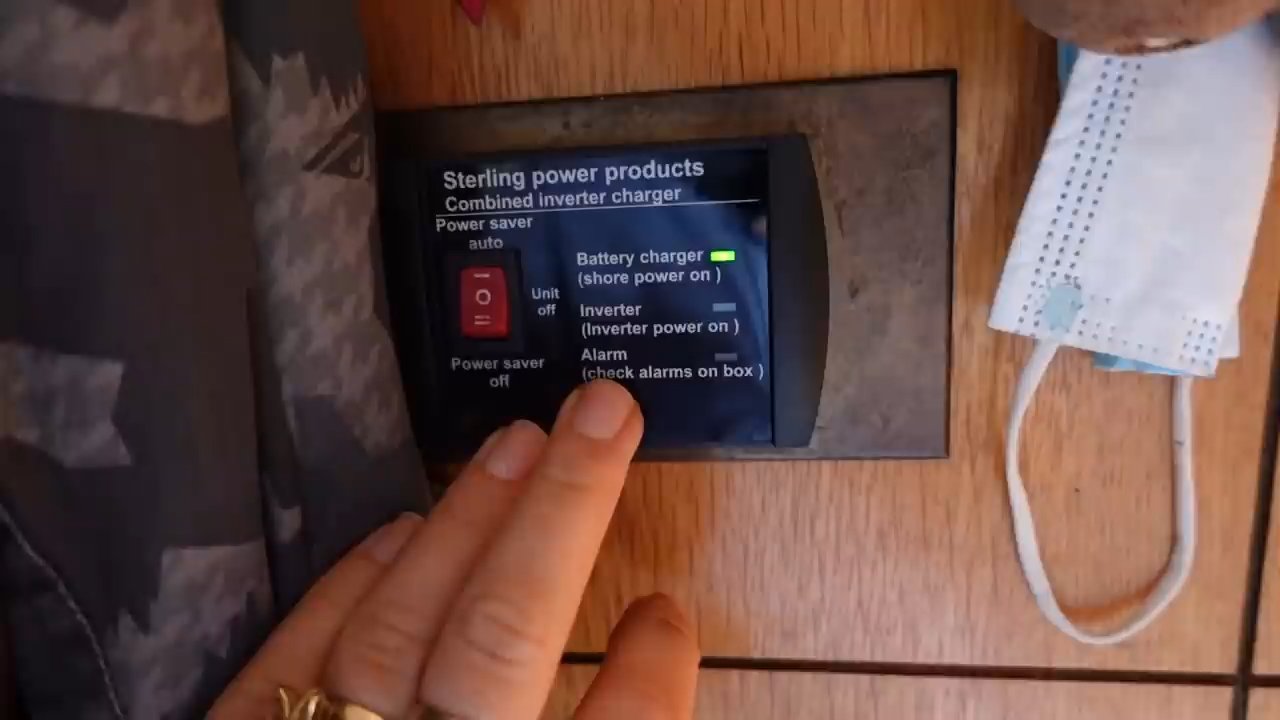 Sterling power products
Combined inverter charger
Power saver
auto
Unit
off
Power saver
off
Battery charger
(shore power on )
Inverter
(Inverter power on )
Alarm
(check alarms on box )